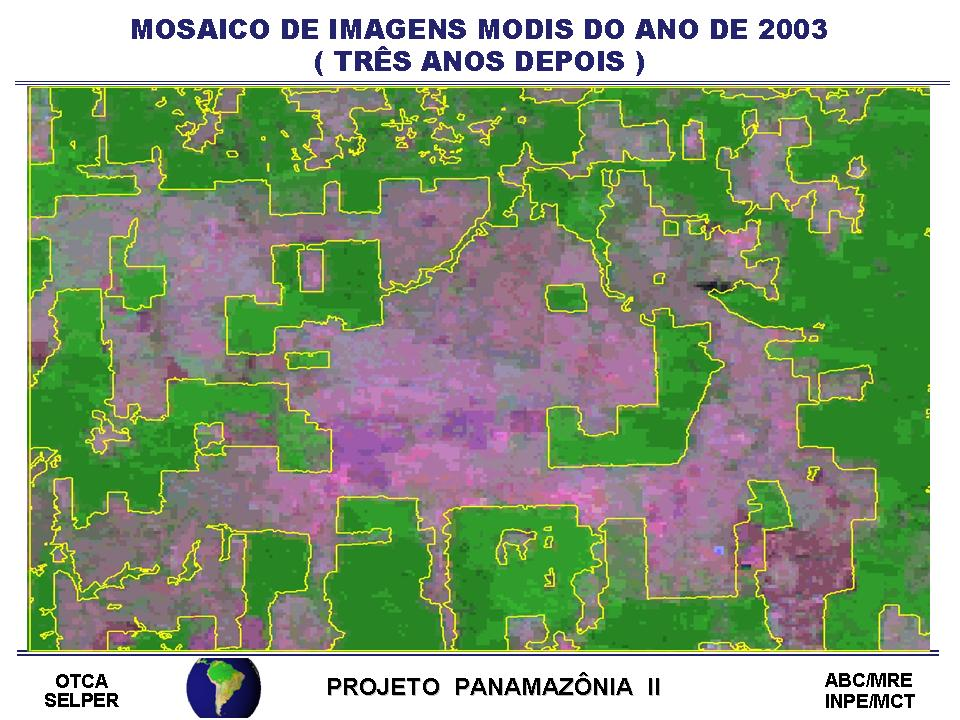 MOSAICO DE IMAGENS MODIS DO ANO DE 2003
( TRÊS ANOS DEPOIS )
OTCA
SELPER
PROJETO PANAMAZÔNIA II
ABC/MRE
INPE/MCT